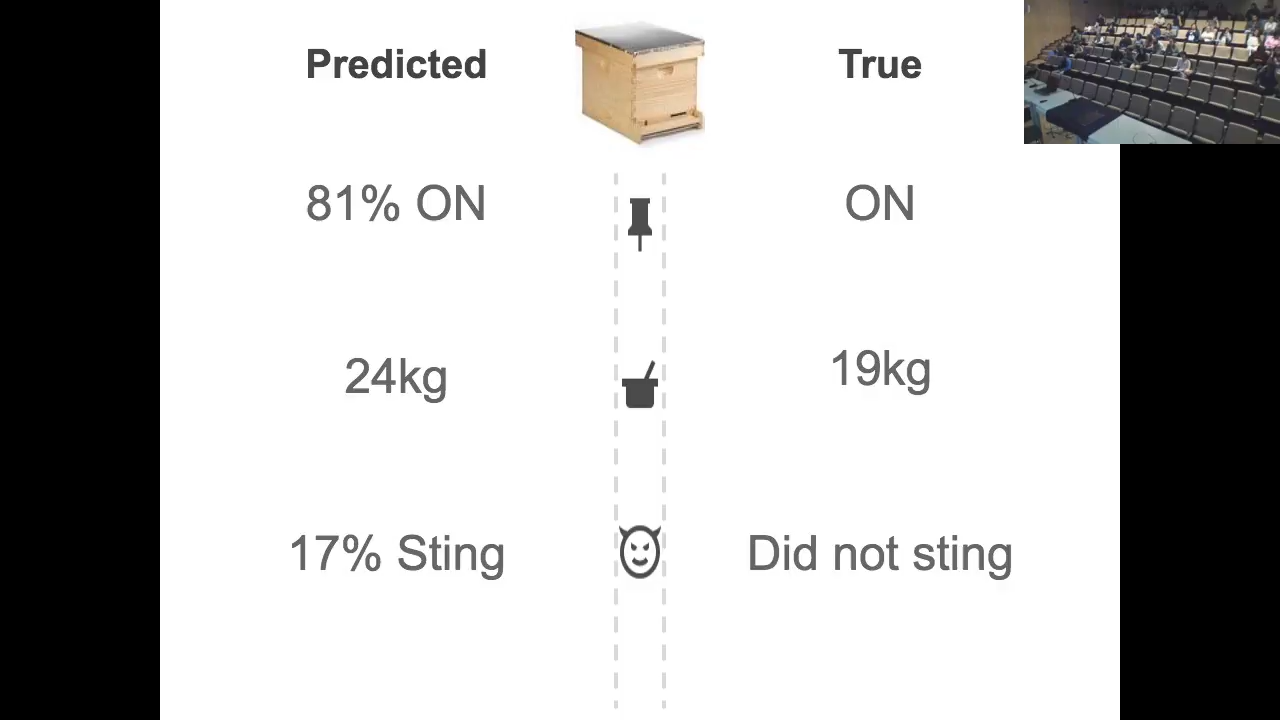 Predicted
True
81% ON
ON
24kg
19kg
17% Sting
Did not sting